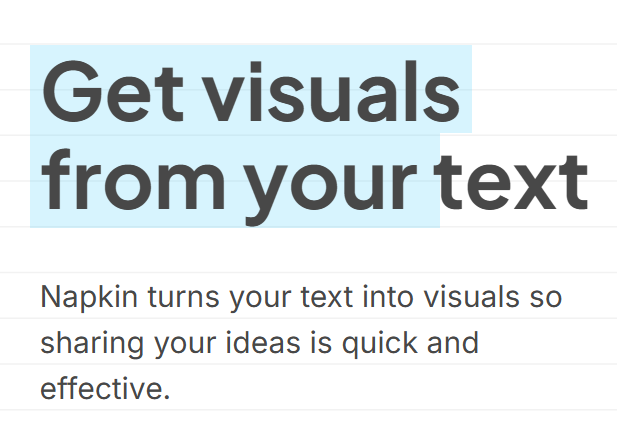 Get visuals
from your text
Napkin turns your text into visuals so
sharing your ideas is quick and
effective.